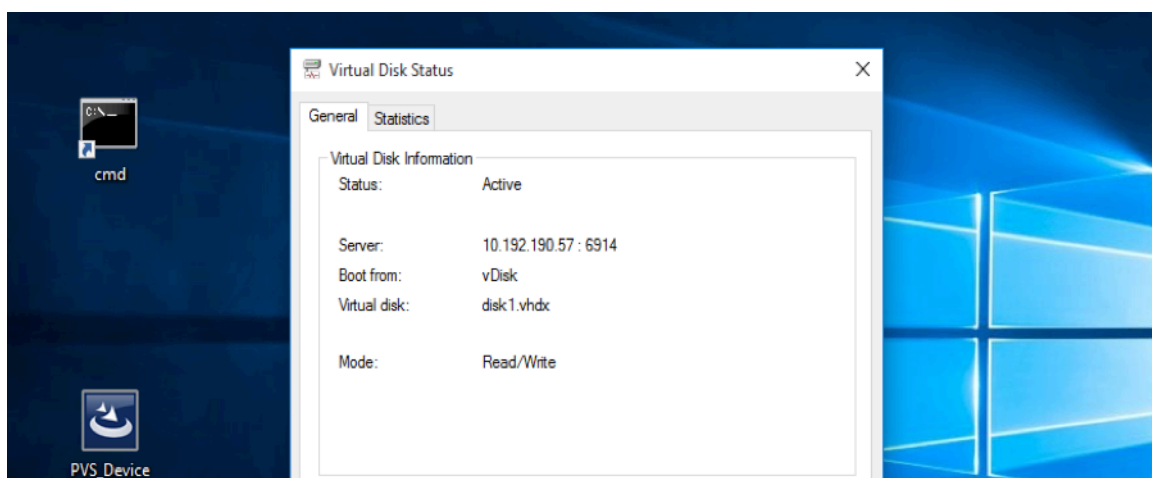 C:\
cmd
PVS_Device
Virtual Disk Status
General Statistics
Virtual Disk Information
Status: Active
Server: 10.192.190.57 : 6914
Boot from: vDisk
Virtual disk: disk1.vhdx
Mode: Read/Write